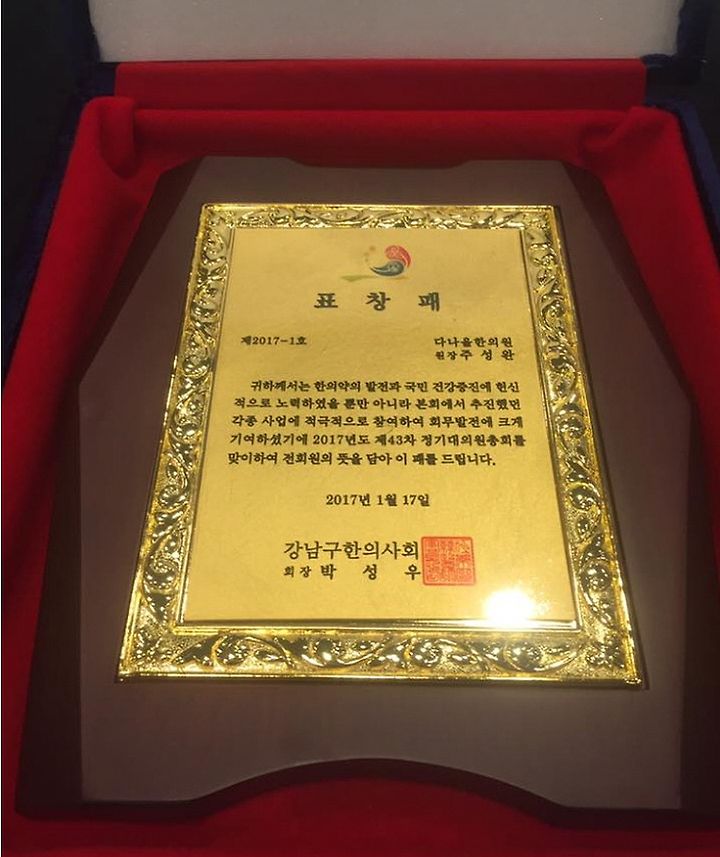 표 창 패
제2017-1호
다나을한의원
원장 주성완
귀하께서는 한의약의 발전과 국민 건강증진에 헌신
적으로 노력하였을 뿐만 아니라 본회에서 추진했던
각종 사업에 적극적으로 참여하여 회무발전에 크게
기여하셨기에 2017년도 제43차 정기대의원총회를
맞이하여 전회원의 뜻을 담아 이 패를 드립니다.
2017년 1월 17일
강남구한의사회
회장 박 성 우